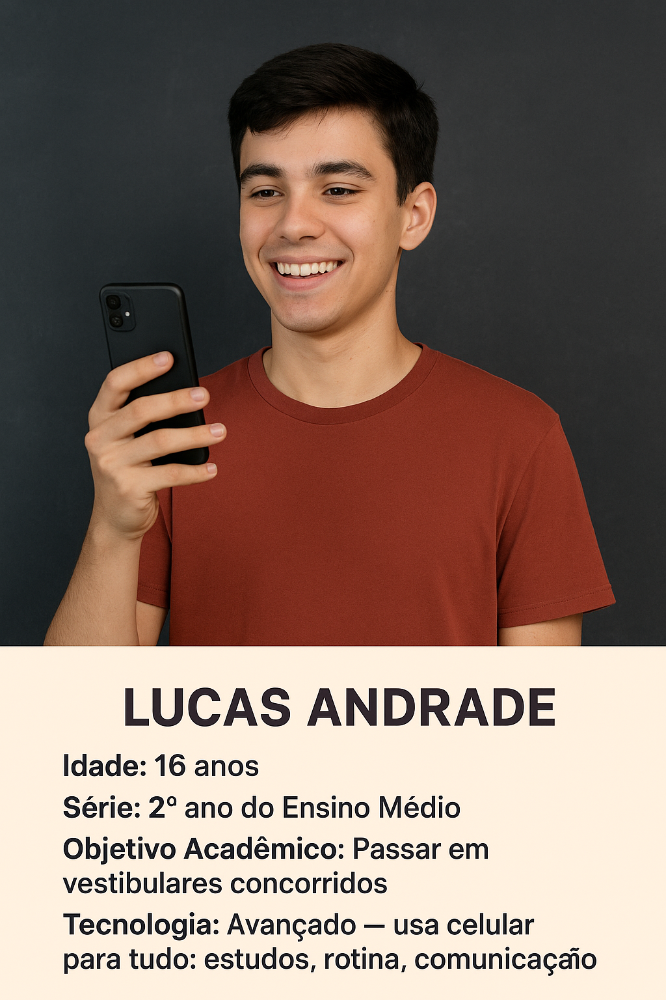 LUCAS ANDRADE
Idade: 16 anos
Série: 2º ano do Ensino Médio
Objetivo Acadêmico: Passar em
vestibulares concorridos
Tecnologia: Avançado — usa celular
para tudo: estudos, rotina, comunicação